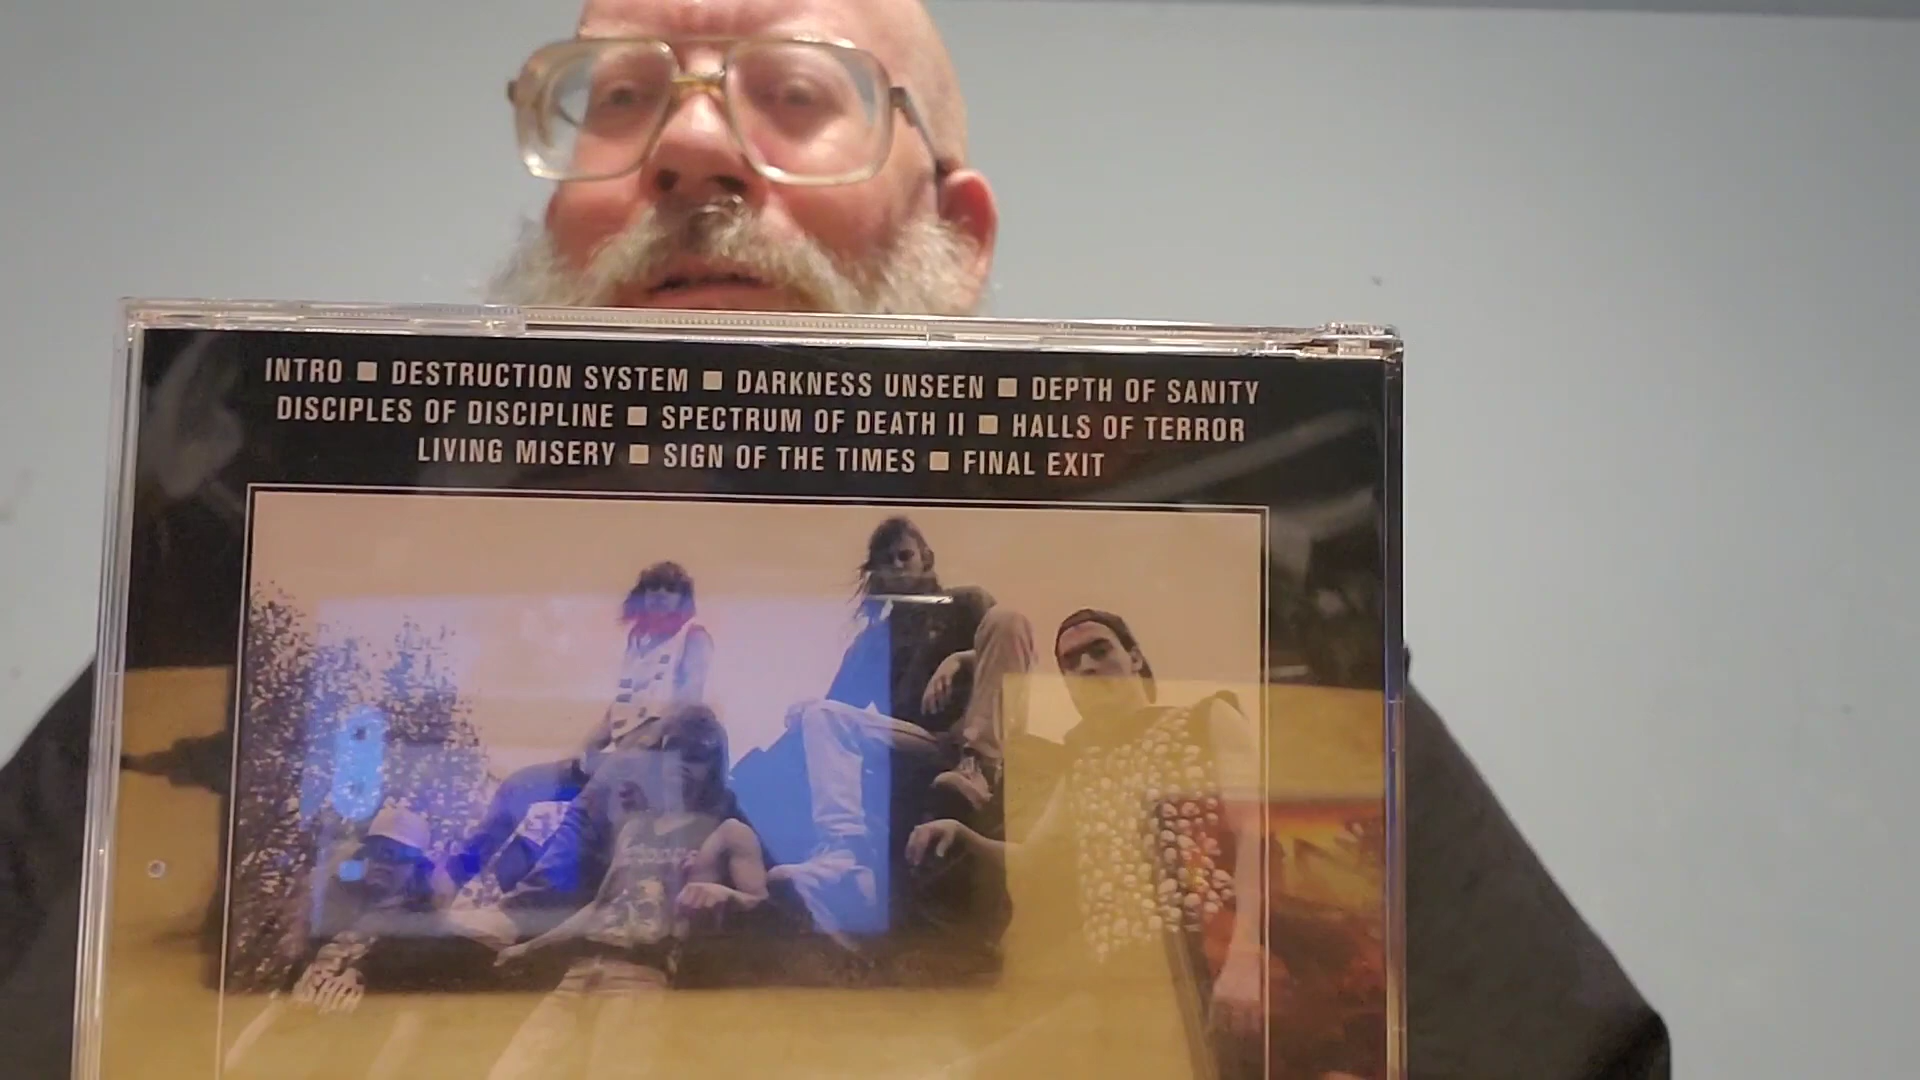 INTRO ■ DESTRUCTION SYSTEM ■ DARKNESS UNSEEN ■ DEPTH OF SANITY
DISCIPLES OF DISCIPLINE ■ SPECTRUM OF DEATH II ■ HALLS OF TERROR
LIVING MISERY ■ SIGN OF THE TIMES ■ FINAL EXIT